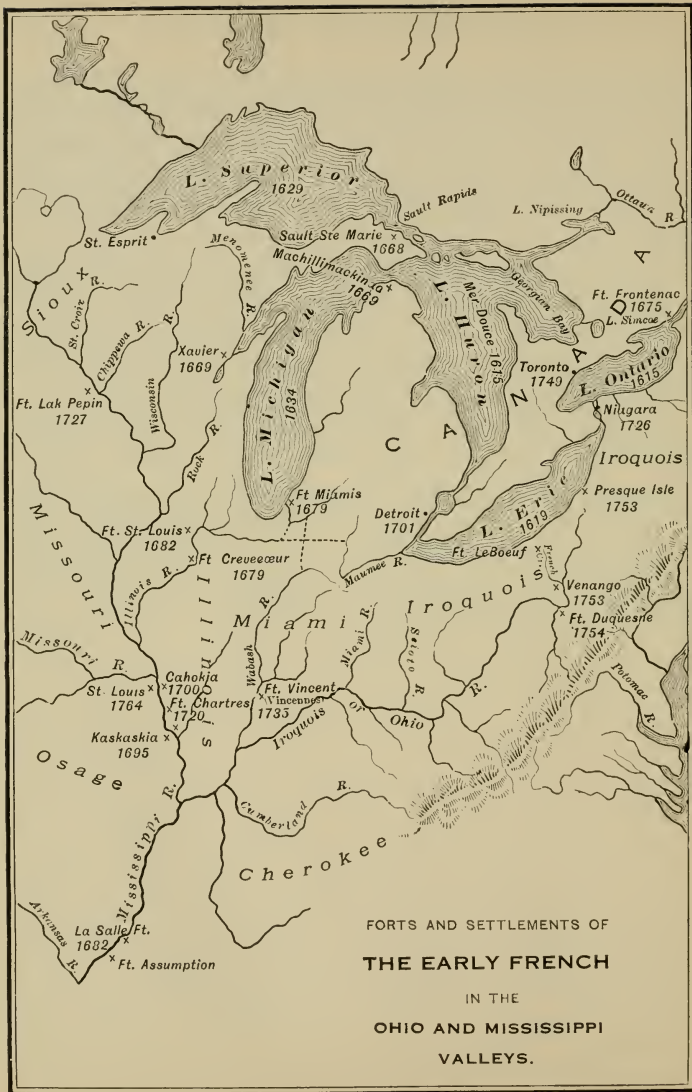 L. Superior
1629
Sault Rapids
Ottawa R
L. Nipissing
St. Esprit
Sault Ste Marie
1668
Menomenee R.
Machillimackinac
1669
Georgian Bay
Sioux
St. Croix R.
Chippewa R.
Wisconsin R.
Xavier
1669
L. Michigan
1634
L. Huron
Mer Douce 1615
CANADA
Ft. Frontenac
1675
L. Simcoe
Toronto
1749
L. Ontario
1615
Niagara
1726
Iroquois
Ft. Lak Pepin
1727
Rock R.
Ft Miamis
1679
Detroit
1701
L. Erie
1619
Presque Isle
1753
Ft. LeBoeuf
French
Ft. St. Louis
1682
Ft Creveeœur
1679
Maumee R.
Missouri
Illinois R.
Illinois
Miami
Iroquois
Venango
1753
Ft. Duquesne
1754
Missouri R.
Wabash R.
Miami R.
Scioto R.
Potomac R.
Cahokja
1700
St. Louis
1764
Ft. Chartres
1720
Ft. Vincent
Vincennes
1735
Iroquois or Ohio R.
Kaskaskia
1695
Osage
Cumberland R.
Mississippi R.
Cherokee
Arkansas R.
La Salle Ft.
1682
Ft. Assumption
FORTS AND SETTLEMENTS OF
THE EARLY FRENCH
IN THE
OHIO AND MISSISSIPPI
VALLEYS.